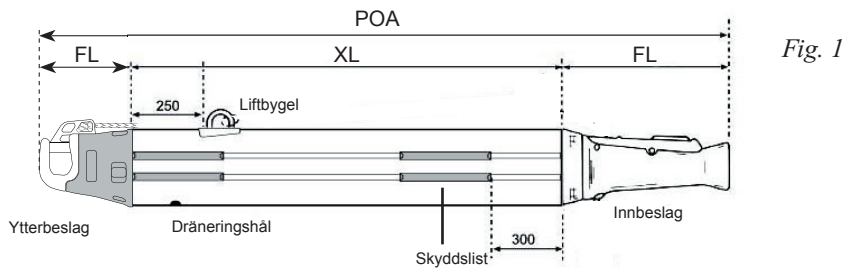 POA
Fig. 1
FL
XL
FL
250
Liftbygel
Ytterbeslag
Dräneringshål
Innbeslag
300
Skyddslist